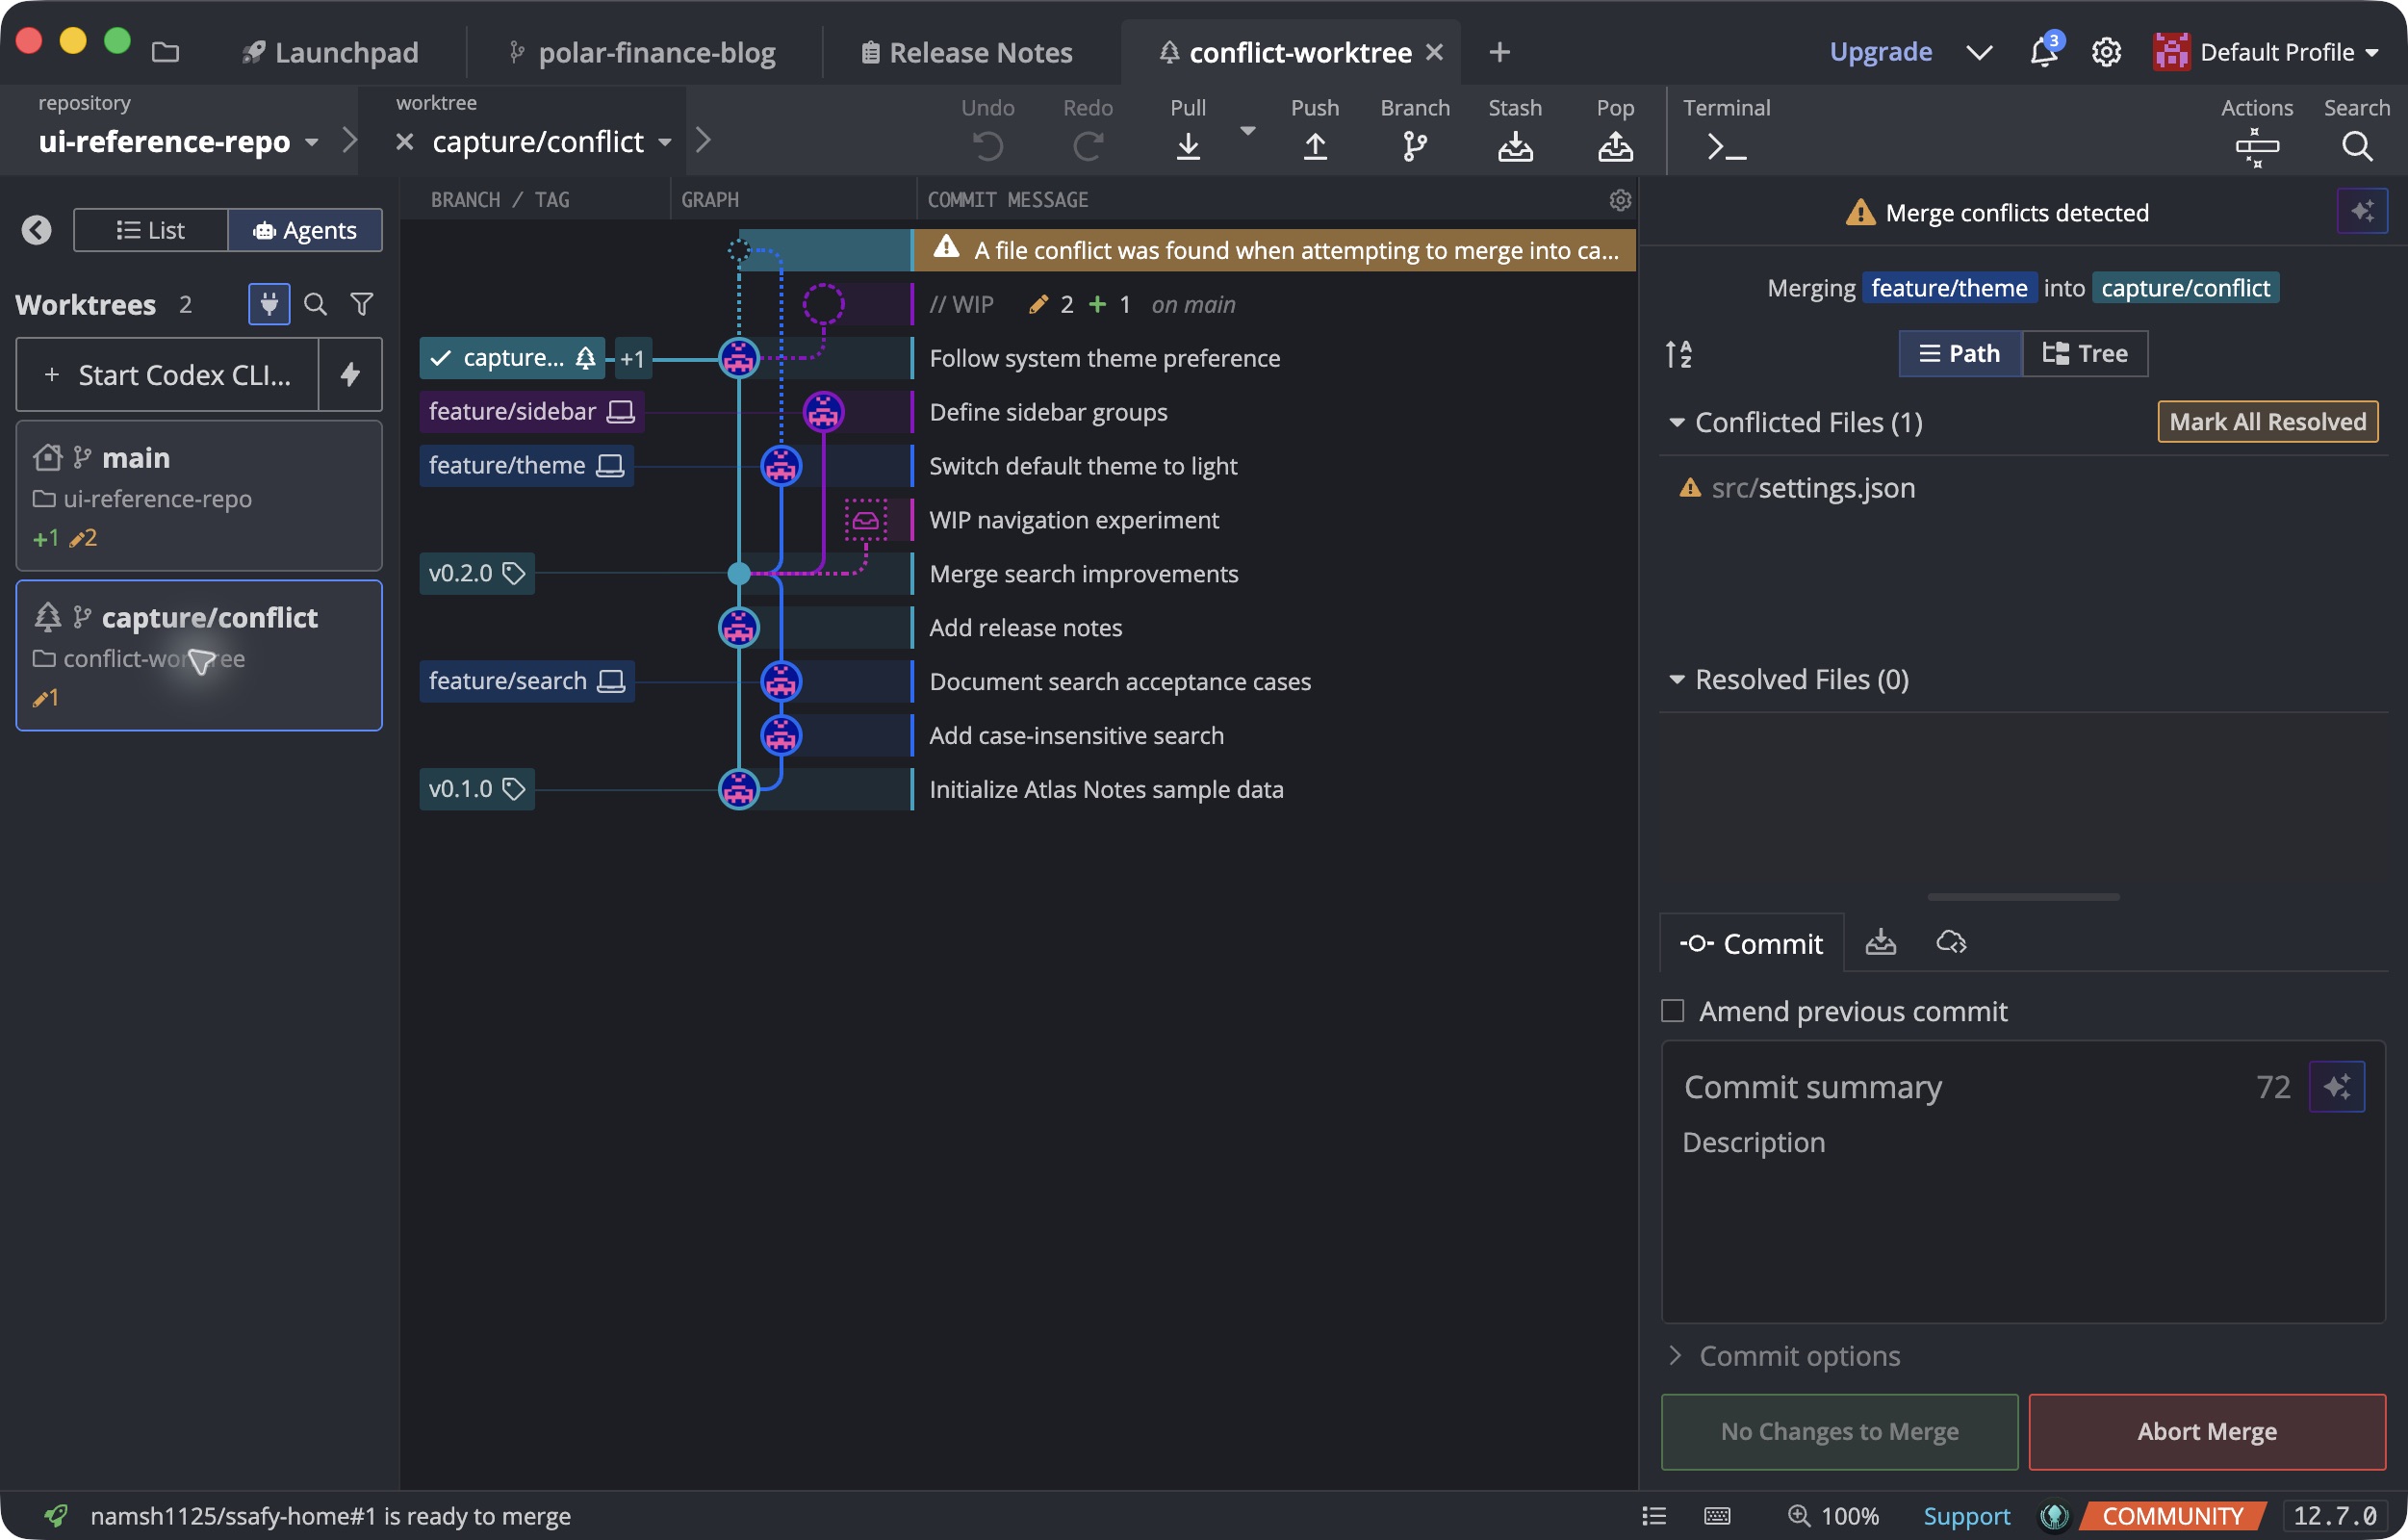 Launchpad
polar-finance-blog
Release Notes
conflict-worktree
Upgrade
3
Default Profile
repository
ui-reference-repo
worktree
capture/conflict
Undo
Redo
Pull
Push
Branch
Stash
Pop
Terminal
Actions
Search
List
Agents
Worktrees 2
+ Start Codex CLI...
main
ui-reference-repo
+1 2
capture/conflict
conflict-wor ree
1
BRANCH / TAG
GRAPH
COMMIT MESSAGE
A file conflict was found when attempting to merge into ca...
// WIP 2 + 1 on main
capture... +1 Follow system theme preference
feature/sidebar Define sidebar groups
feature/theme Switch default theme to light
WIP navigation experiment
v0.2.0 Merge search improvements
Add release notes
feature/search Document search acceptance cases
Add case-insensitive search
v0.1.0 Initialize Atlas Notes sample data
Merge conflicts detected
Merging feature/theme into capture/conflict
A
Z
Path
Tree
Conflicted Files (1)
Mark All Resolved
src/settings.json
Resolved Files (0)
Commit
Amend previous commit
Commit summary
72
Description
Commit options
No Changes to Merge
Abort Merge
namsh1125/ssafy-home#1 is ready to merge
100%
Support
COMMUNITY
12.7.0